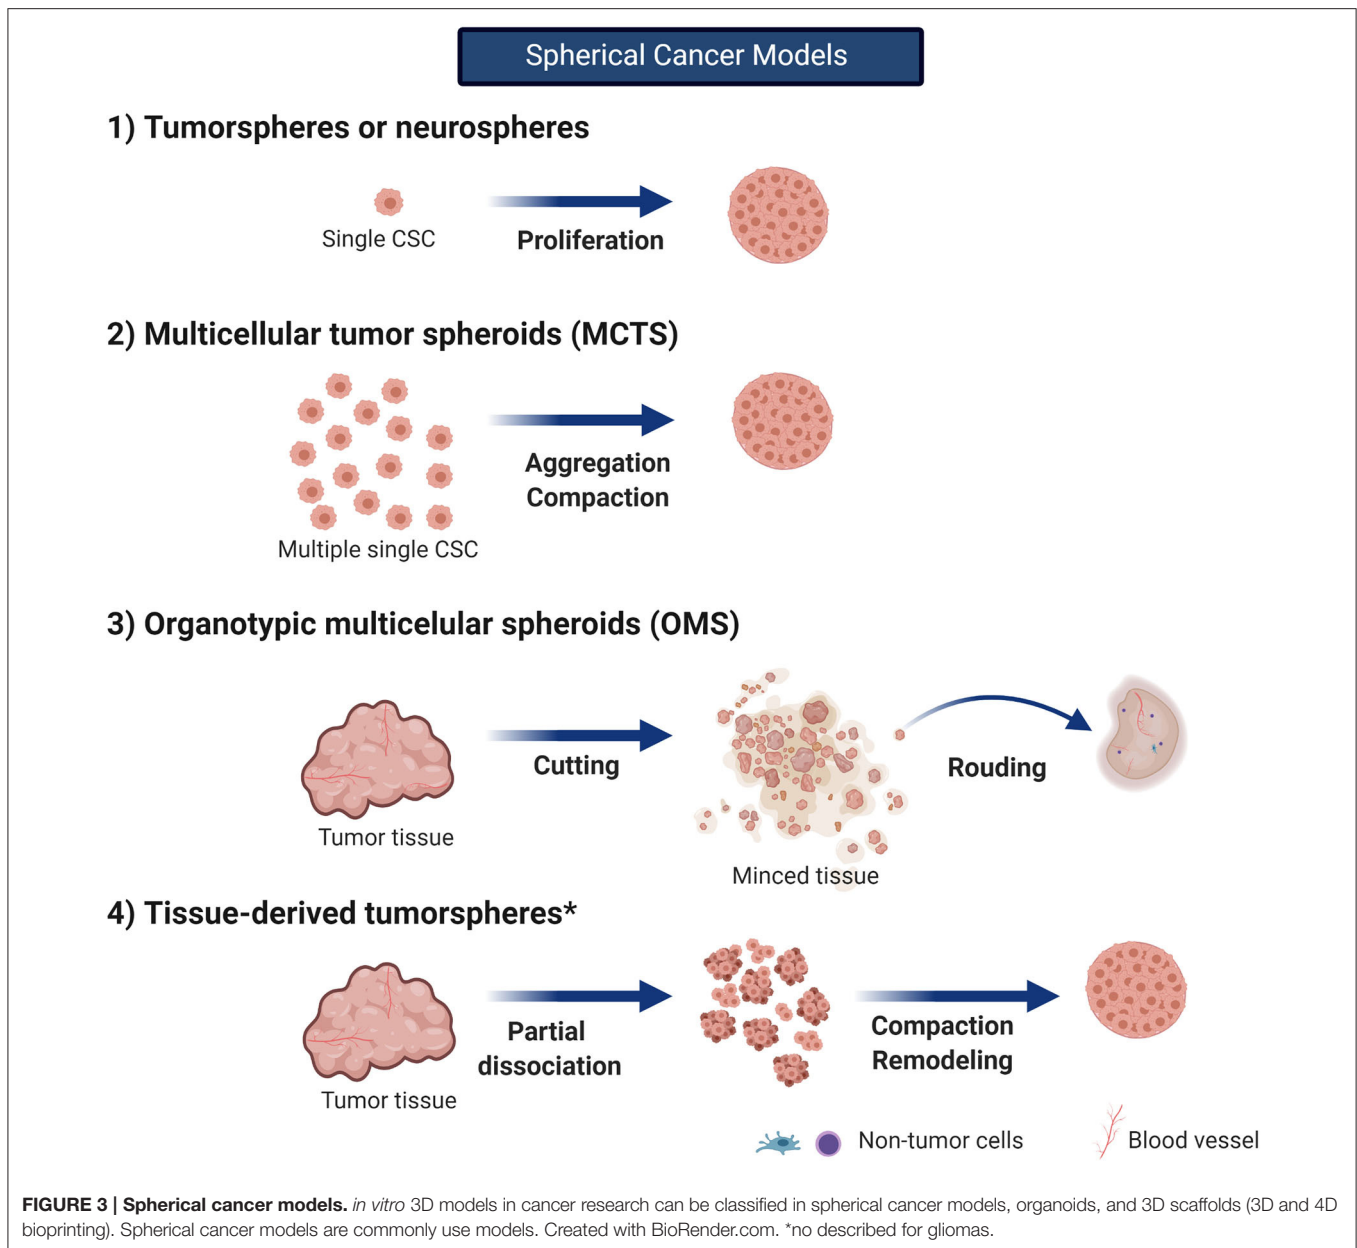 Spherical Cancer Models
1) Tumorspheres or neurospheres
Single CSC
Proliferation
2) Multicellular tumor spheroids (MCTS)
Aggregation
Compaction
Multiple single CSC
3) Organotypic multicelular spheroids (OMS)
Cutting
Rouding
Tumor tissue
Minced tissue
4) Tissue-derived tumorspheres*
Partial
dissociation
Compaction
Remodeling
Tumor tissue
Non-tumor cells
Blood vessel
FIGURE 3 | Spherical cancer models. in vitro 3D models in cancer research can be classified in spherical cancer models, organoids, and 3D scaffolds (3D and 4D
bioprinting). Spherical cancer models are commonly use models. Created with BioRender.com. *no described for gliomas.